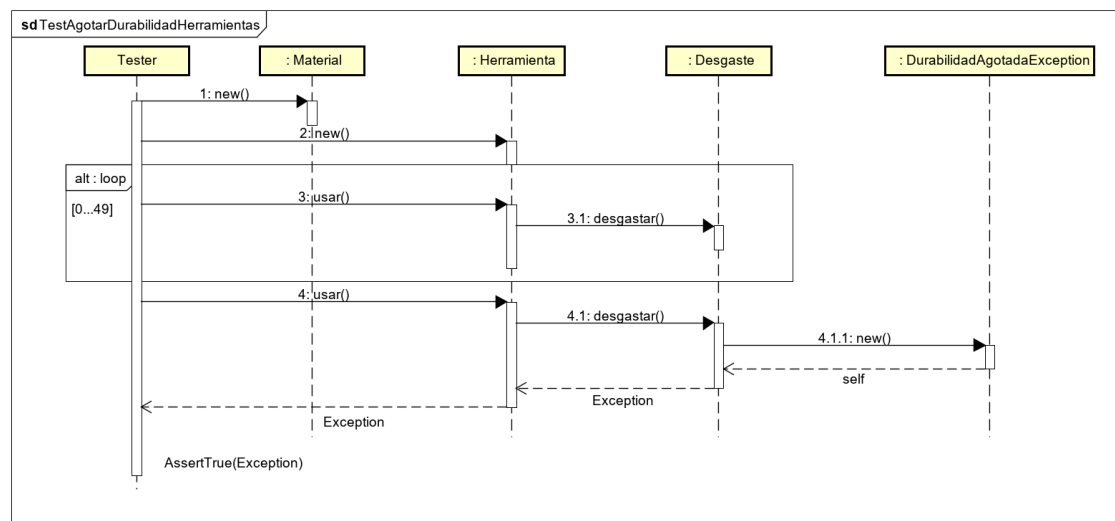 sd TestAgotarDurabilidadHerramientas
Tester
: Material
: Herramienta
: Desgaste
: DurabilidadAgotadaException
1: new()
2: new()
alt : loop
[0...49]
3: usar()
3.1: desgastar()
4: usar()
4.1: desgastar()
4.1.1: new()
self
Exception
Exception
AssertTrue(Exception)